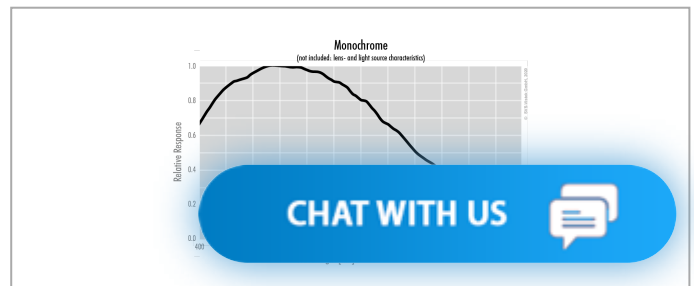 Monochrome
(not included: lens- and light source characteristics)
1.0
0.8
0.6
0.4
0.2
0.0
400
Relative Response
CHAT WITH US